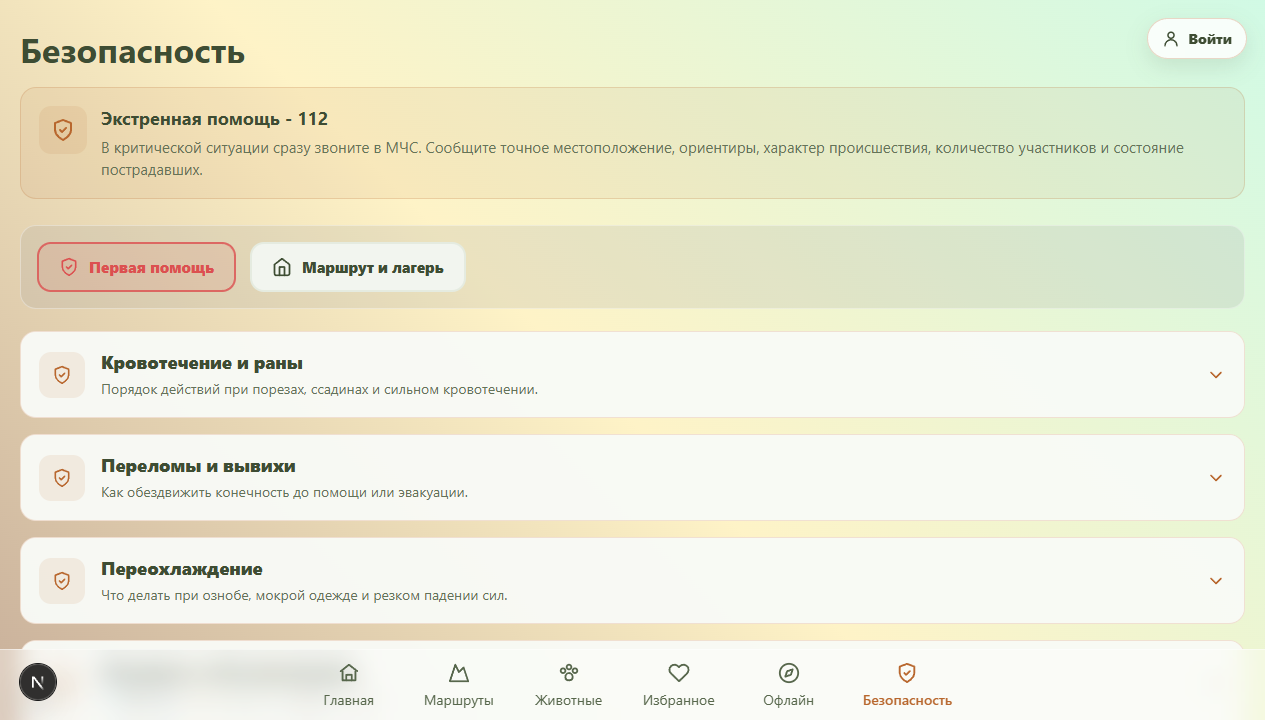 Безопасность
Войти
Экстренная помощь - 112
В критической ситуации сразу звоните в МЧС. Сообщите точное местоположение, ориентиры, характер происшествия, количество участников и состояние
пострадавших.
Первая помощь
Маршрут и лагерь
Кровотечение и раны
Порядок действий при порезах, ссадинах и сильном кровотечении.
Переломы и вывихи
Как обездвижить конечность до помощи или эвакуации.
Переохлаждение
Что делать при ознобе, мокрой одежде и резком падении сил.
N
Главная
Маршруты
Животные
Избранное
Офлайн
Безопасность